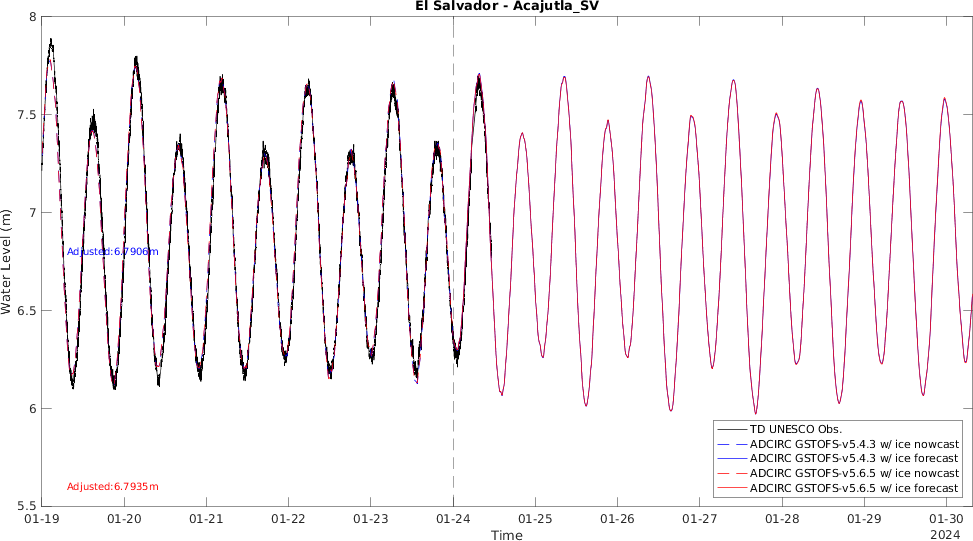 El Salvador - Acajutla_SV
8
7.5
7
6.5
6
5.5
Water Level (m)
Adjusted:6.7906m
Adjusted:6.7935m
TD UNESCO Obs.
ADCIRC GSTOFS-v5.4.3 w/ ice nowcast
ADCIRC GSTOFS-v5.4.3 w/ ice forecast
ADCIRC GSTOFS-v5.6.5 w/ ice nowcast
ADCIRC GSTOFS-v5.6.5 w/ ice forecast
01-19 01-20 01-21 01-22 01-23 01-24 01-25 01-26 01-27 01-28 01-29 01-30
2024
Time